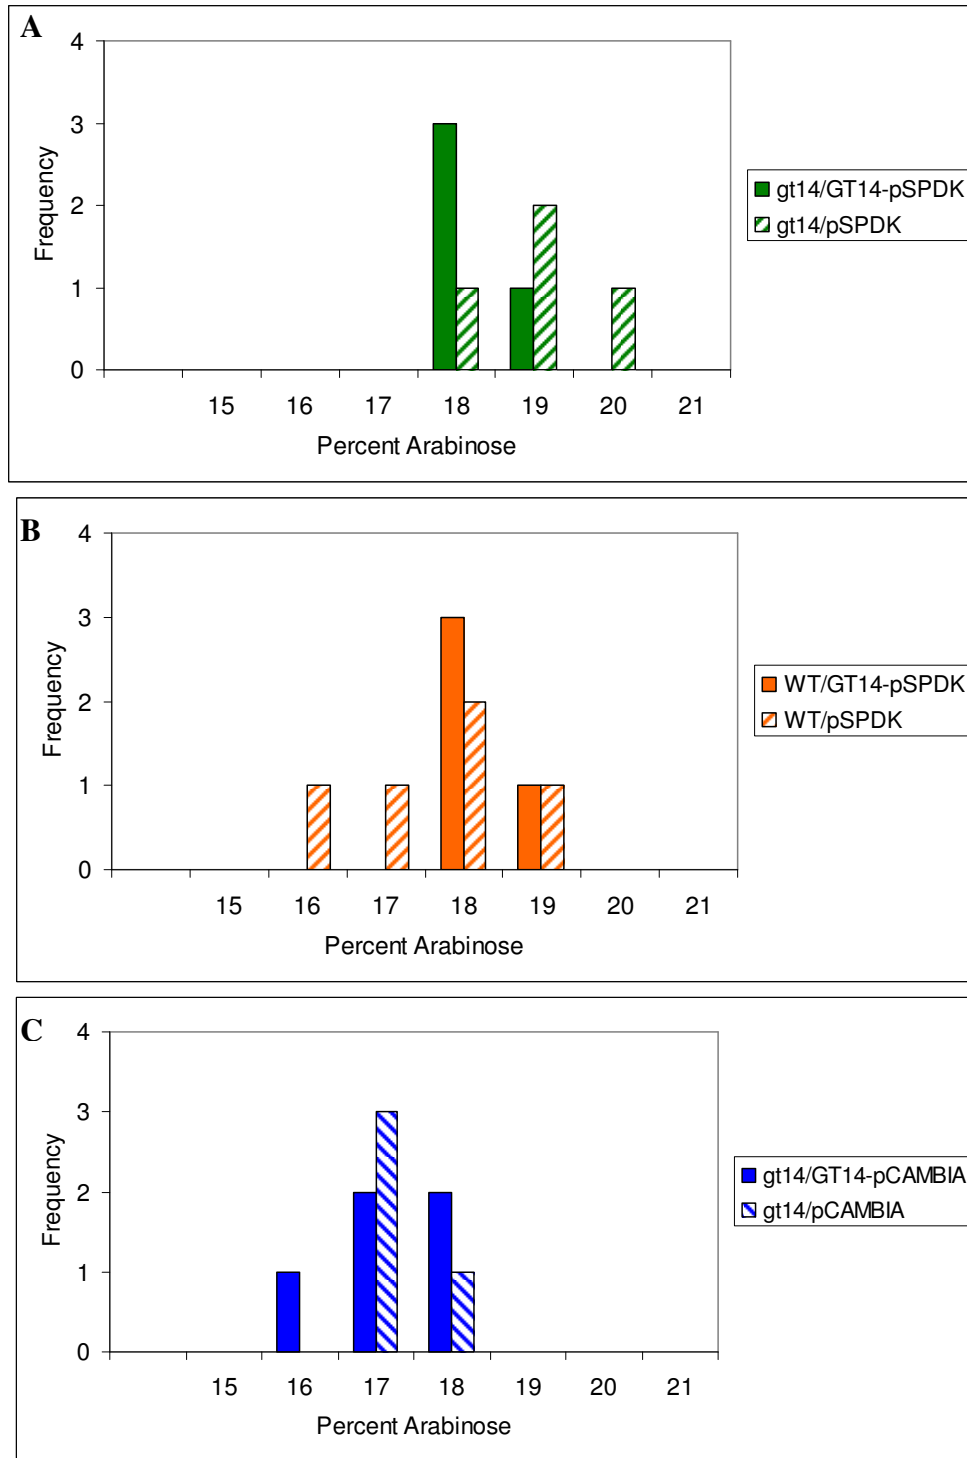 A
4
3
2
1
0
Frequency
15 16 17 18 19 20 21
Percent Arabinose
gt14/GT14-pSPDK
gt14/pSPDK
B
4
3
2
1
0
Frequency
15 16 17 18 19 20 21
Percent Arabinose
WT/GT14-pSPDK
WT/pSPDK
C
4
3
2
1
0
Frequency
15 16 17 18 19 20 21
Percent Arabinose
gt14/GT14-pCAMBIA
gt14/pCAMBIA